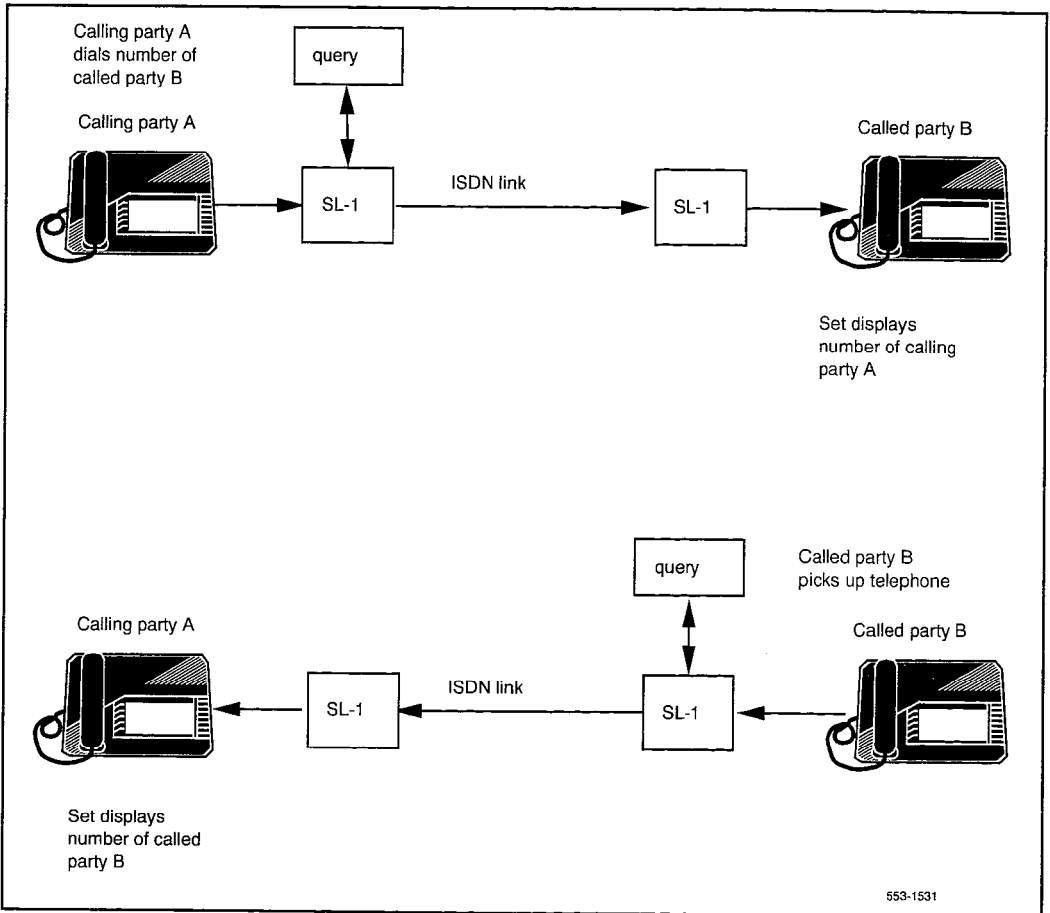 Calling party A
dials number of
called party B
query
Calling party A
Called party B
SL-1
ISDN link
SL-1
Set displays
number of calling
party A
query
Called party B
picks up telephone
Calling party A
Called party B
SL-1
ISDN link
SL-1
Set displays
number of called
party B
553-1531